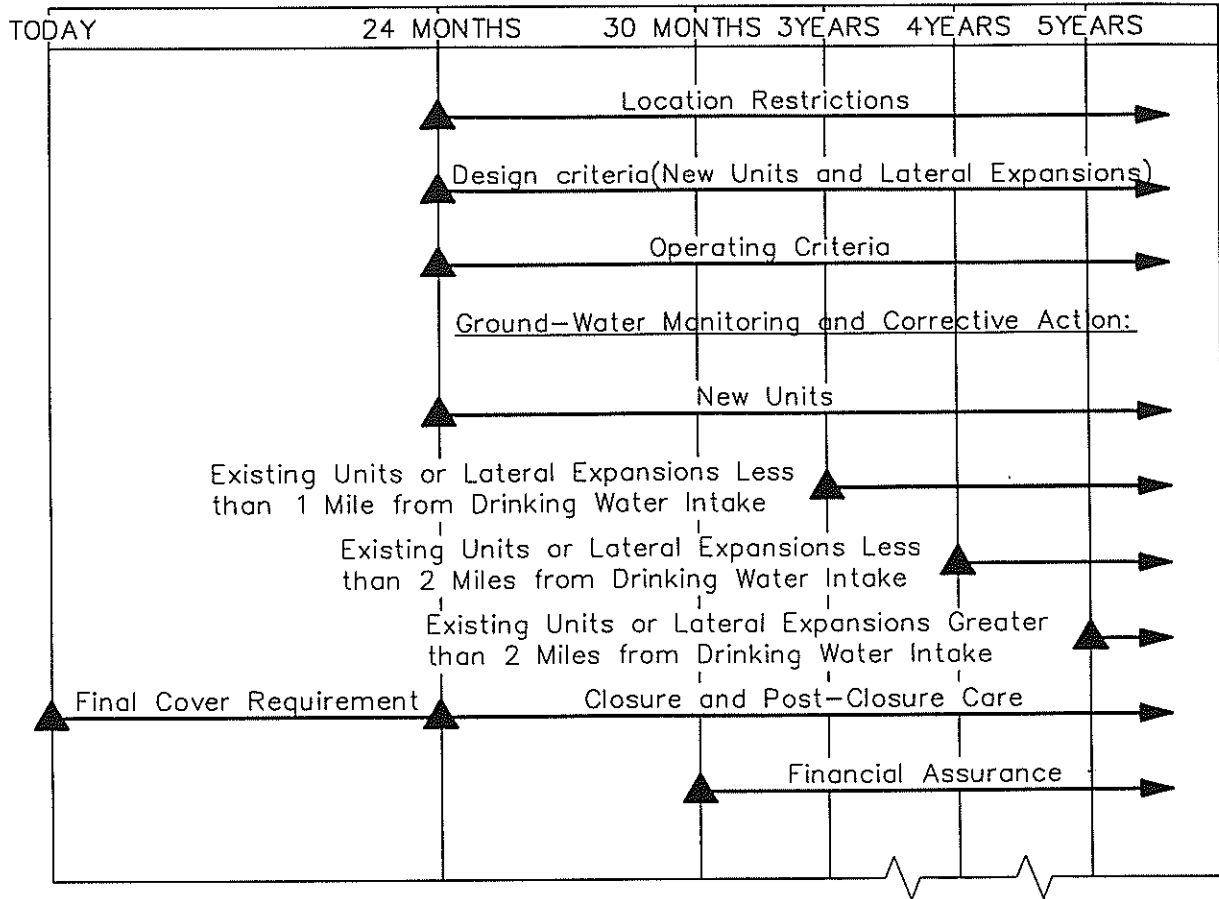 TODAY 24 MONTHS 30 MONTHS 3YEARS 4YEARS 5YEARS
Location Restrictions
Design criteria(New Units and Lateral Expansions)
Operating Criteria
Ground-Water Monitoring and Corrective Action:
New Units
Existing Units or Lateral Expansions Less
than 1 Mile from Drinking Water Intake
Existing Units or Lateral Expansions Less
than 2 Miles from Drinking Water Intake
Existing Units or Lateral Expansions Greater
than 2 Miles from Drinking Water Intake
Final Cover Requirement Closure and Post-Closure Care
Financial Assurance